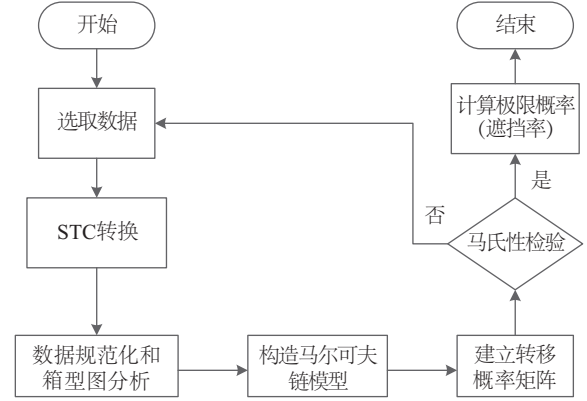 开始
选取数据
STC转换
数据规范化和
箱型图分析
构造马尔可夫
链模型
建立转移
概率矩阵
马氏性检验
否
是
计算极限概率
(遮挡率)
结束